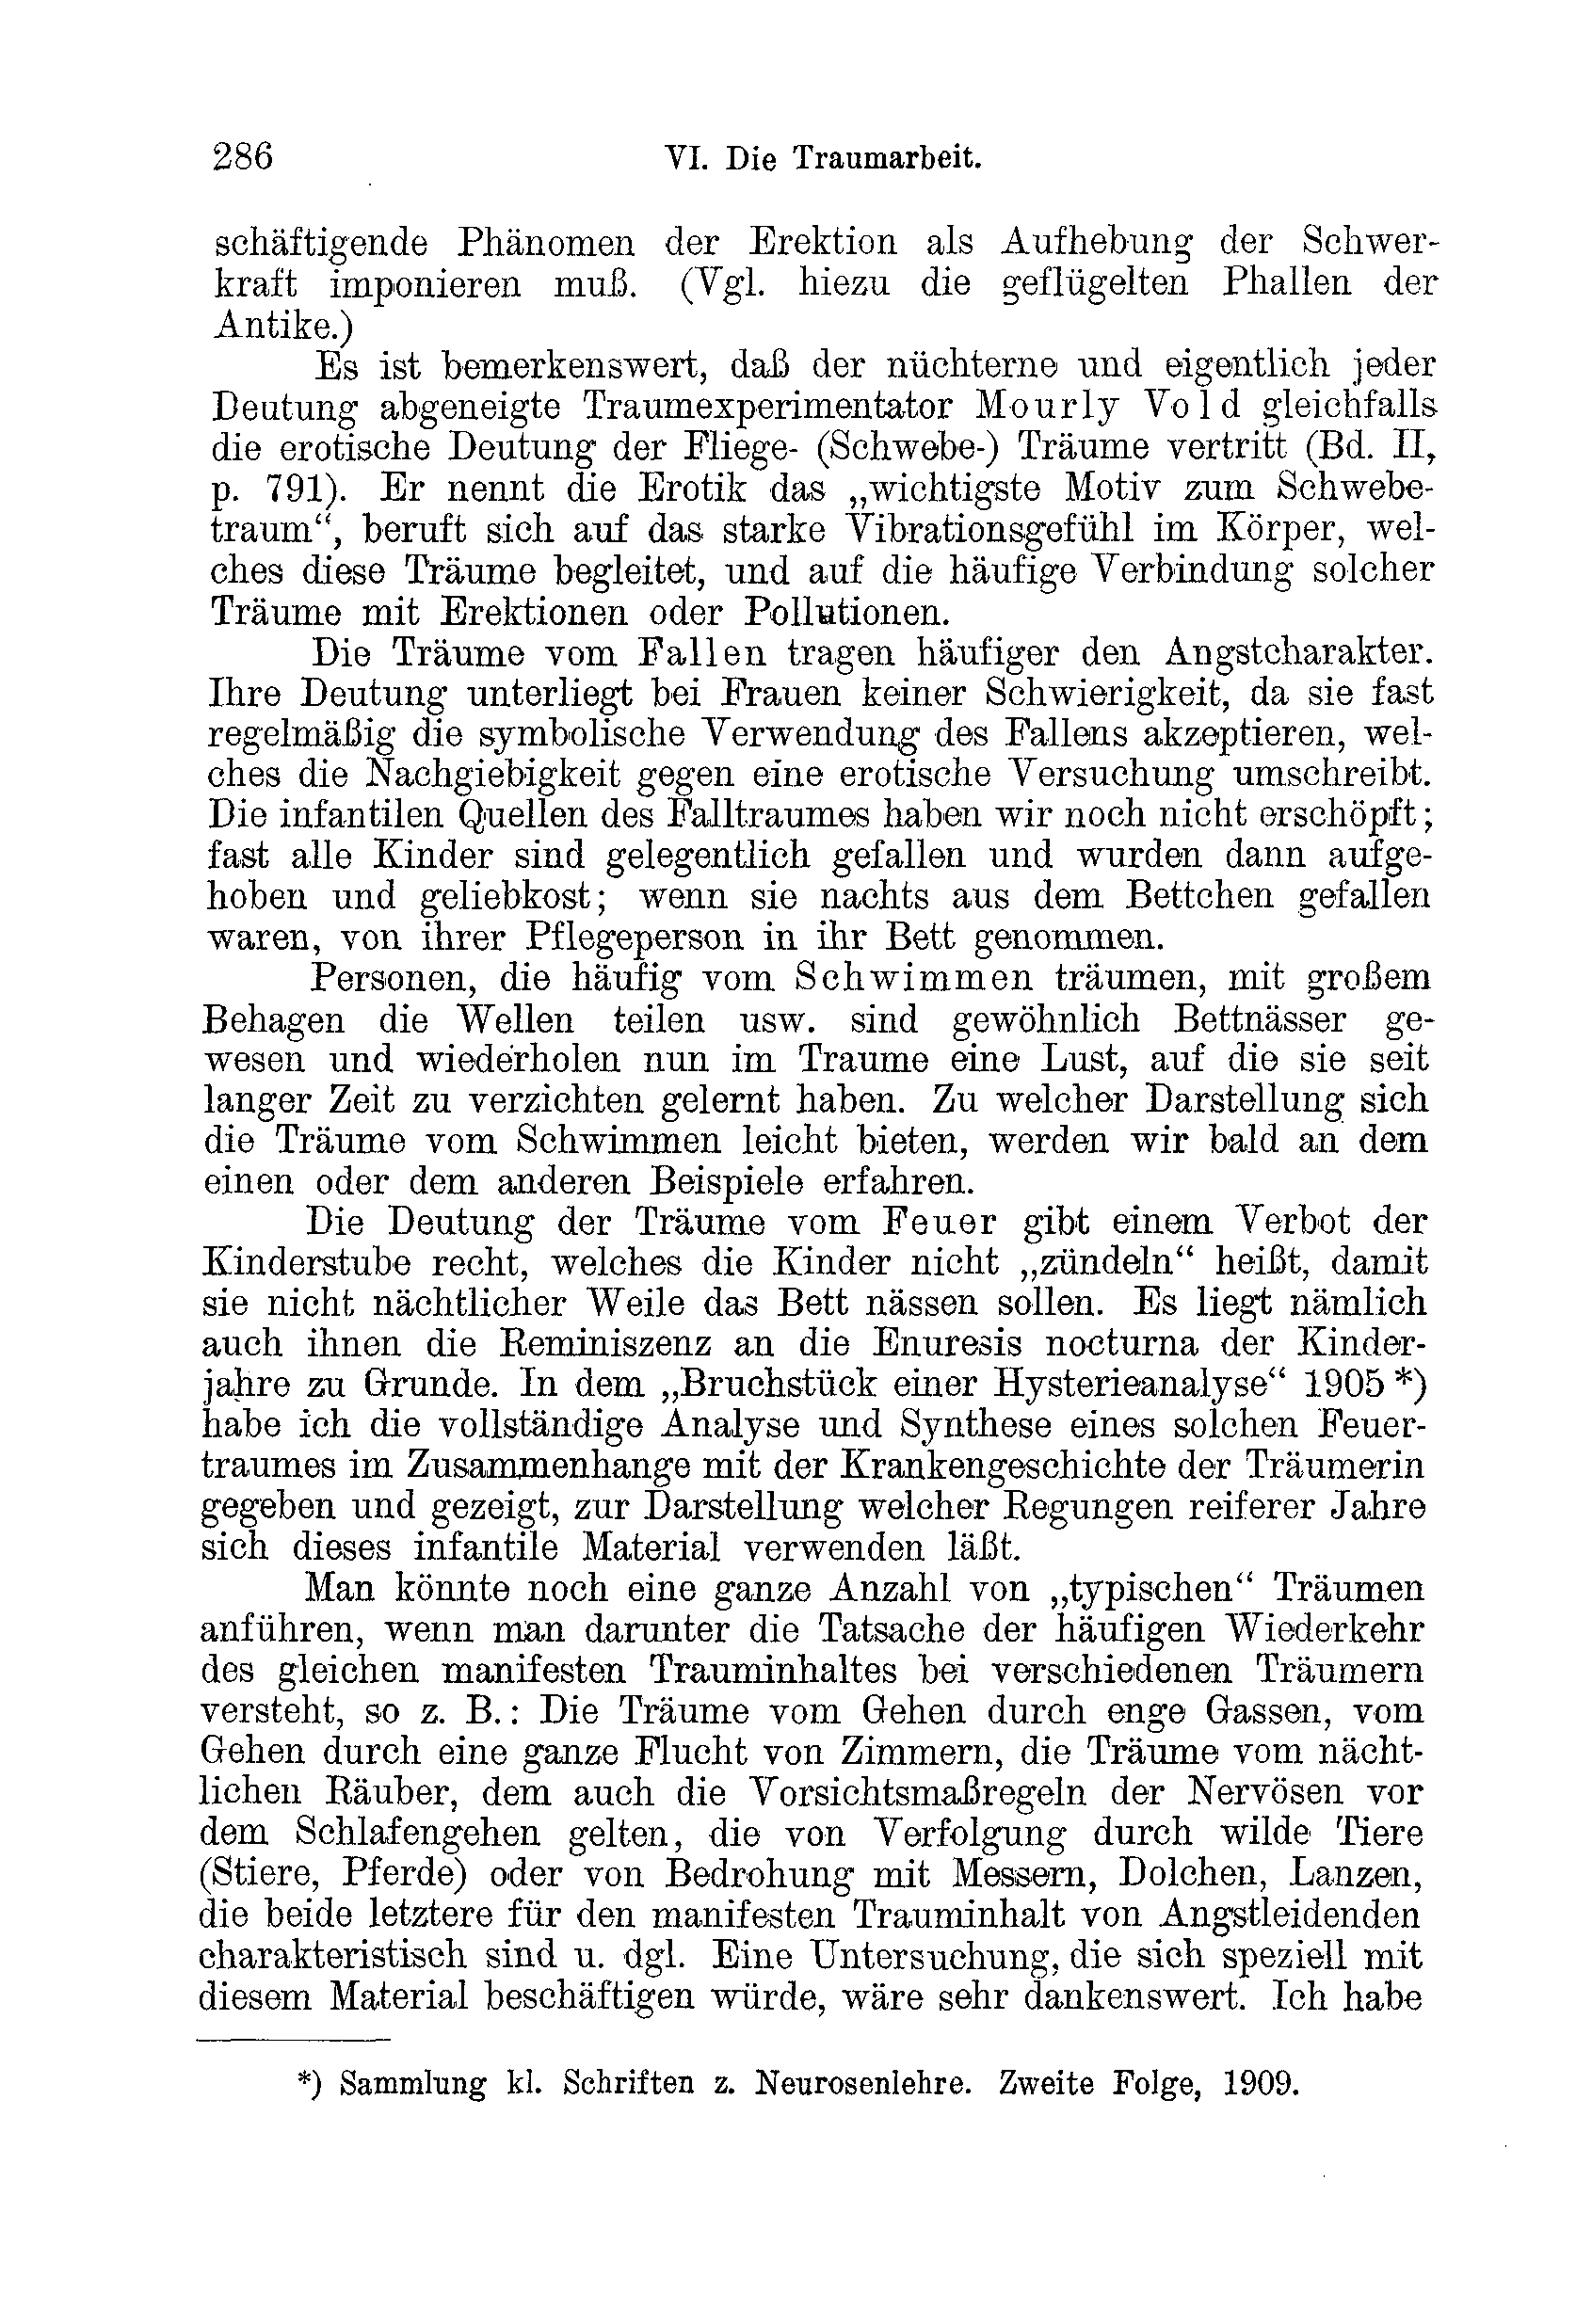 286
VI. Die Traumarbeit.
schäftigende Phänomen der Erektion als Aufhebung der Schwer-
kraft imponieren muß. (Vgl. hiezu die geflügelten Phallen der
Antike.)
Es ist bemerkenswert, daß der nüchterne und eigentlich jeder
Deutung abgeneigte Traumexperimentator Mourly Vold gleichfalls
die erotische Deutung der Fliege- (Schwebe-) Träume vertritt (Bd. II,
p. 791). Er nennt die Erotik das „wichtigste Motiv zum Schwebe-
traum“, beruft sich auf das starke Vibrationsgefühl im Körper, wel-
ches diese Träume begleitet, und auf die häufige Verbindung solcher
Träume mit Erektionen oder Pollutionen.
Die Träume vom Fallen tragen häufiger den Angstcharakter.
Ihre Deutung unterliegt bei Frauen keiner Schwierigkeit, da sie fast
regelmäßig die symbolische Verwendung des Fallens akzeptieren, wel-
ches die Nachgiebigkeit gegen eine erotische Versuchung umschreibt.
Die infantilen Quellen des Falltraumes haben wir noch nicht erschöpft;
fast alle Kinder sind gelegentlich gefallen und wurden dann aufge-
hoben und geliebkost; wenn sie nachts aus dem Bettchen gefallen
waren, von ihrer Pflegeperson in ihr Bett genommen.
Personen, die häufig vom Schwimmen träumen, mit großem
Behagen die Wellen teilen usw. sind gewöhnlich Bettnässer ge-
wesen und wiederholen nun im Traume eine Lust, auf die sie seit
langer Zeit zu verzichten gelernt haben. Zu welcher Darstellung sich
die Träume vom Schwimmen leicht bieten, werden wir bald an dem
einen oder dem anderen Beispiele erfahren.
Die Deutung der Träume vom Feuer gibt einem Verbot der
Kinderstube recht, welches die Kinder nicht „zündeln“ heißt, damit
sie nicht nächtlicher Weile das Bett nässen sollen. Es liegt nämlich
auch ihnen die Reminiszenz an die Enuresis nocturna der Kinder-
jahre zu Grunde. In dem „Bruchstück einer Hysterieanalyse“ 1905 *)
habe ich die vollständige Analyse und Synthese eines solchen Feuer-
traumes im Zusammenhange mit der Krankengeschichte der Träumerin
gegeben und gezeigt, zur Darstellung welcher Regungen reiferer Jahre
sich dieses infantile Material verwenden läßt.
Man könnte noch eine ganze Anzahl von „typischen“ Träumen
anführen, wenn man darunter die Tatsache der häufigen Wiederkehr
des gleichen manifesten Trauminhaltes bei verschiedenen Träumern
versteht, so z. B.: Die Träume vom Gehen durch enge Gassen, vom
Gehen durch eine ganze Flucht von Zimmern, die Träume vom nächt-
lichen Räuber, dem auch die Vorsichtsmaßregeln der Nervösen vor
dem Schlafengehen gelten, die von Verfolgung durch wilde Tiere
(Stiere, Pferde) oder von Bedrohung mit Messern, Dolchen, Lanzen,
die beide letztere für den manifesten Trauminhalt von Angstleidenden
charakteristisch sind u. dgl. Eine Untersuchung, die sich speziell mit
diesem Material beschäftigen würde, wäre sehr dankenswert. Ich habe
*) Sammlung kl. Schriften z. Neurosenlehre. Zweite Folge, 1909.